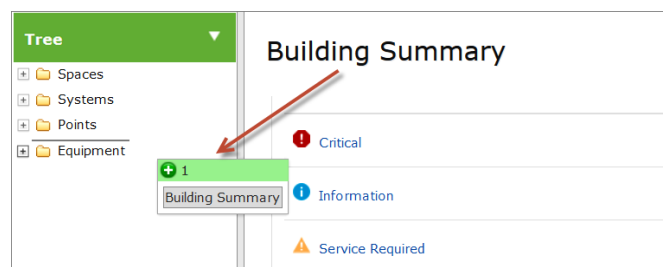 Tree
Building Summary
Spaces
Systems
Points
Equipment
1
Building Summary
Critical
Information
Service Required